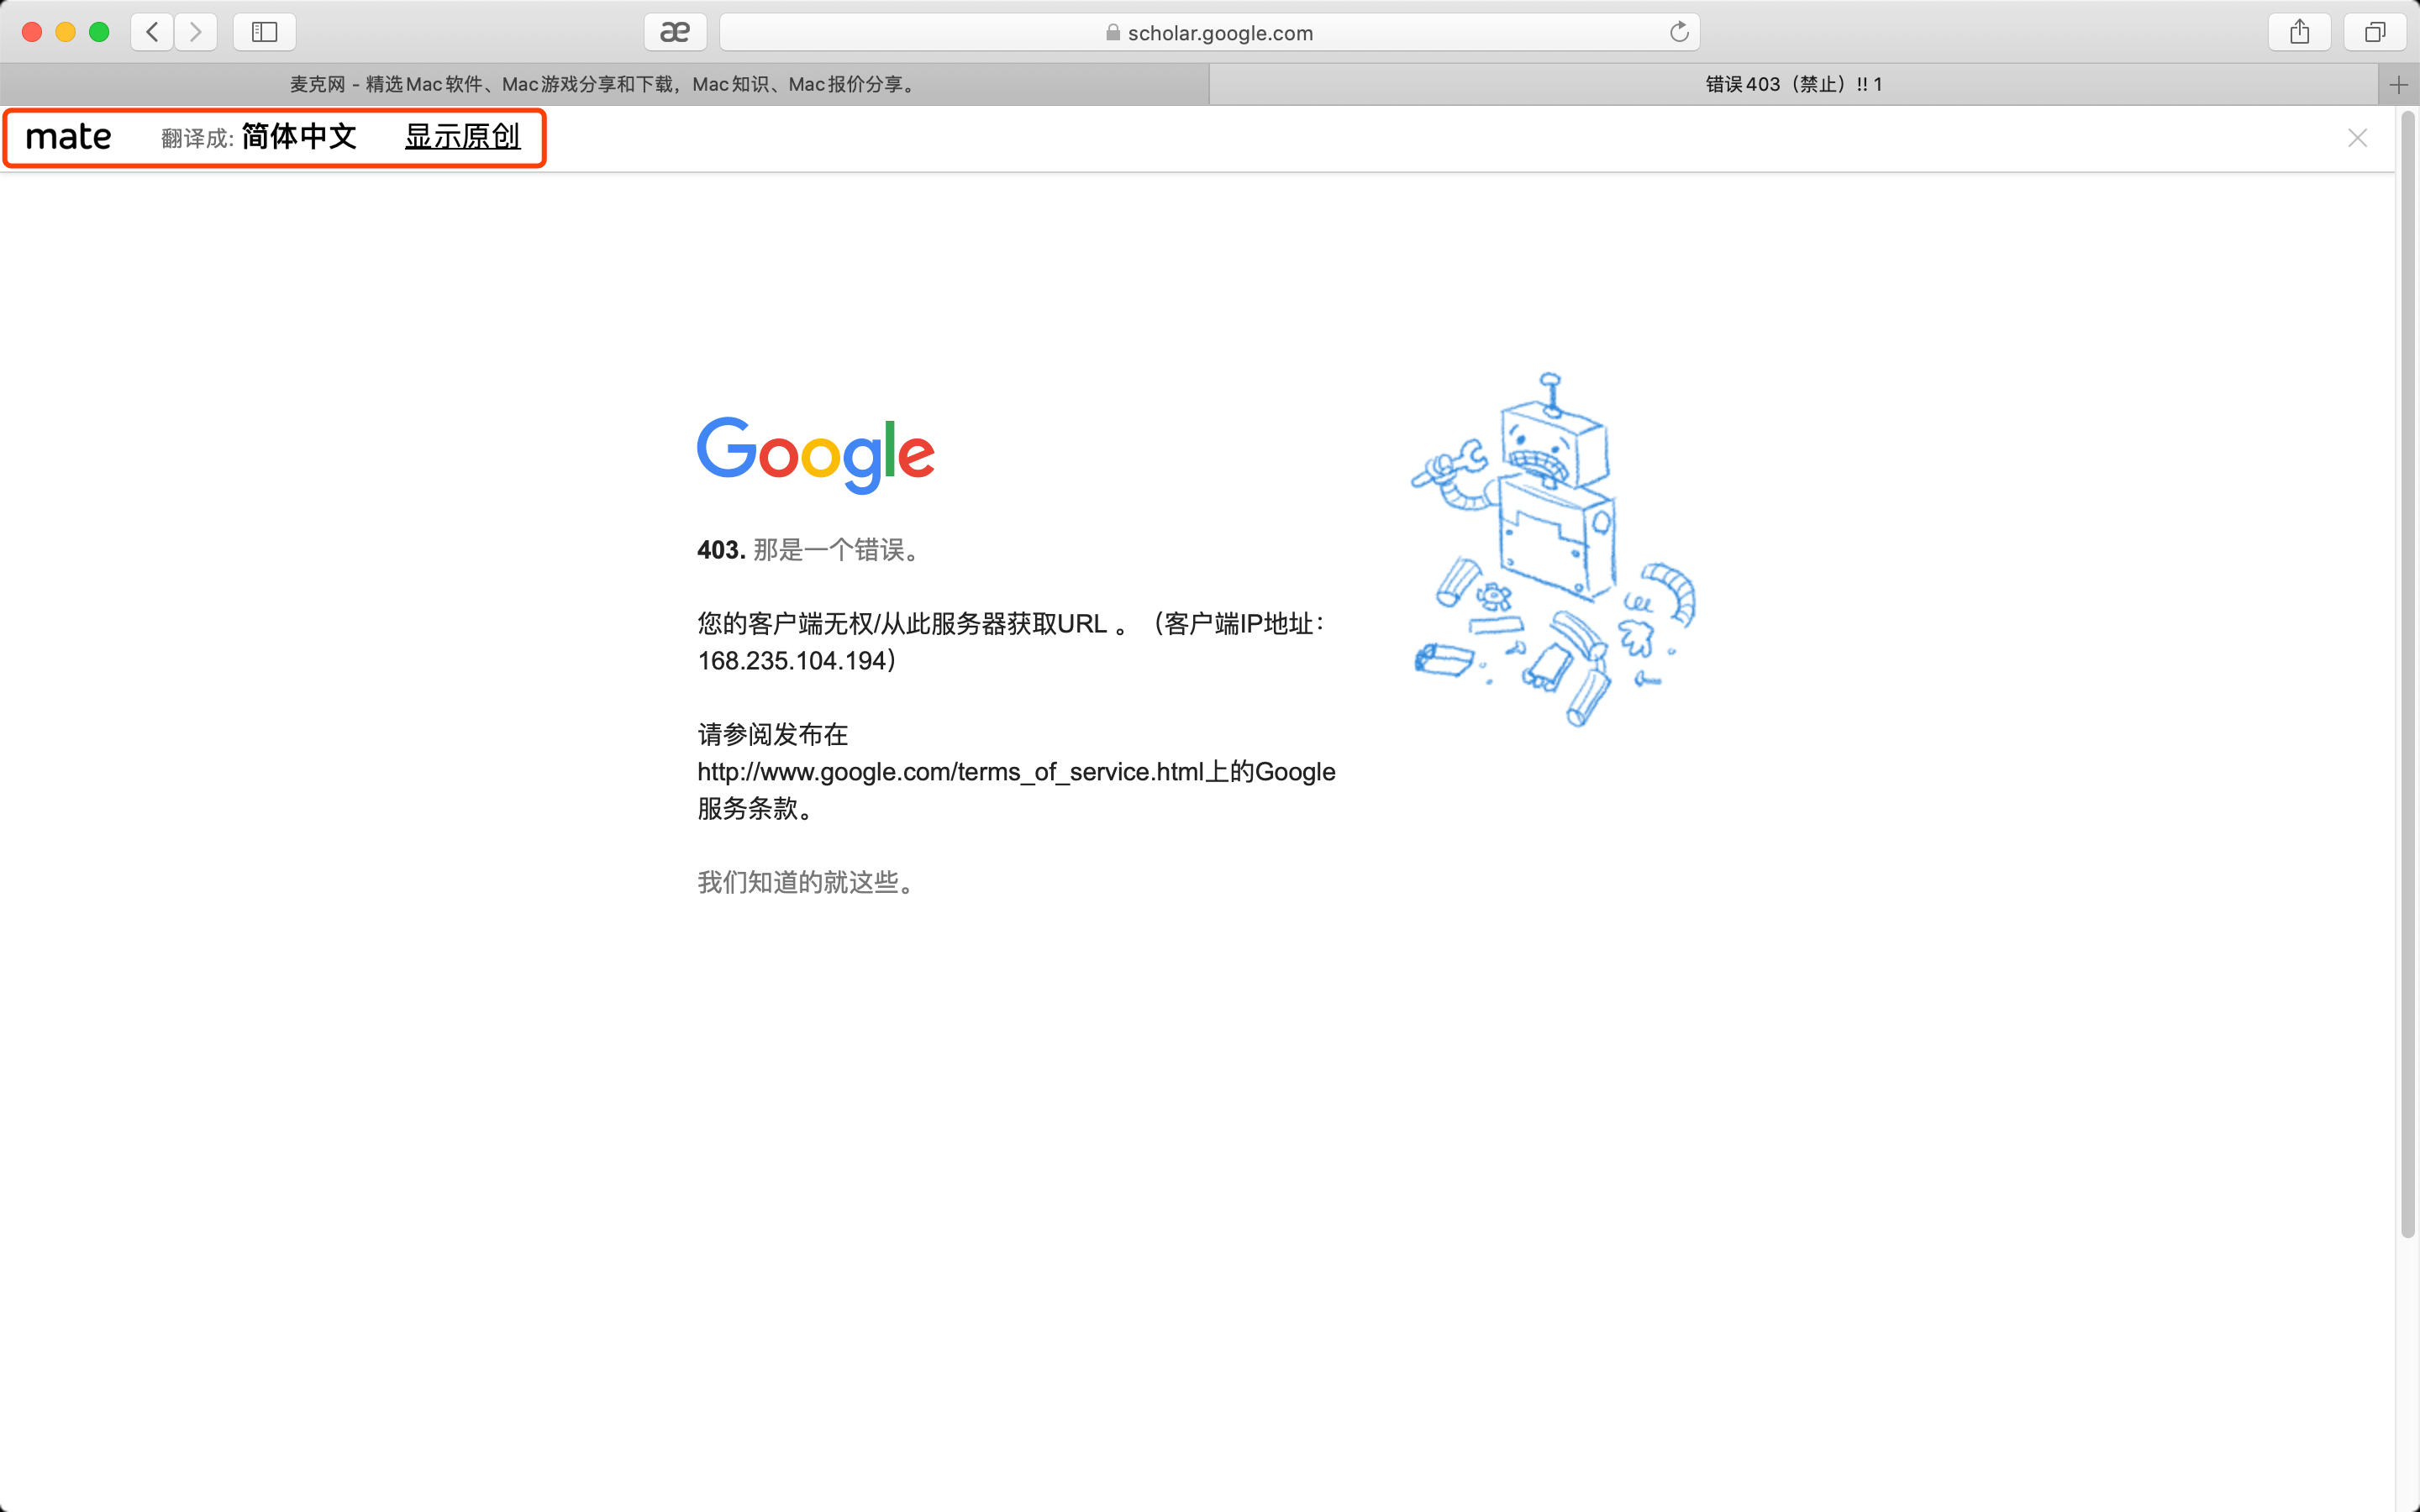 æ
scholar.google.com
麦克网 - 精选Mac软件、Mac游戏分享和下载，Mac知识、Mac报价分享。
错误403（禁止）!! 1
mate 翻译成: 简体中文 显示原创
Google
403. 那是一个错误。
您的客户端无权/从此服务器获取URL 。（客户端IP地址：
168.235.104.194）
请参阅发布在
http://www.google.com/terms_of_service.html上的Google
服务条款。
我们知道的就这些。